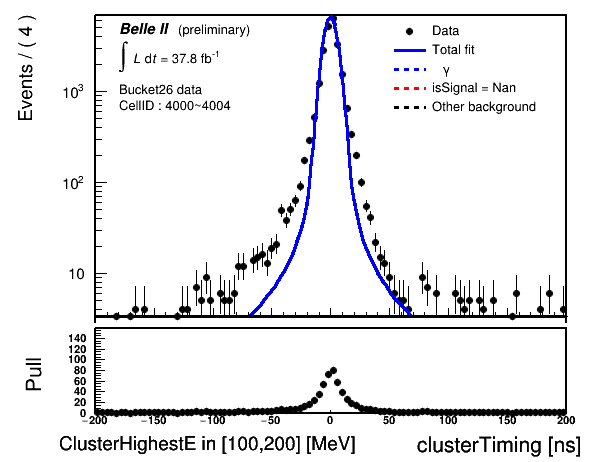 Events / ( 4 )
Belle II (preliminary)
∫ L dt = 37.8 fb⁻¹
Bucket26 data
CellID : 4000~4004
Data
Total fit
γ
isSignal = Nan
Other background
10³
10²
10
Pull
140
120
100
80
60
40
20
0
−200 −150 −100 −50 0 50 100 150 200
ClusterHighestE in [100,200] [MeV] clusterTiming [ns]